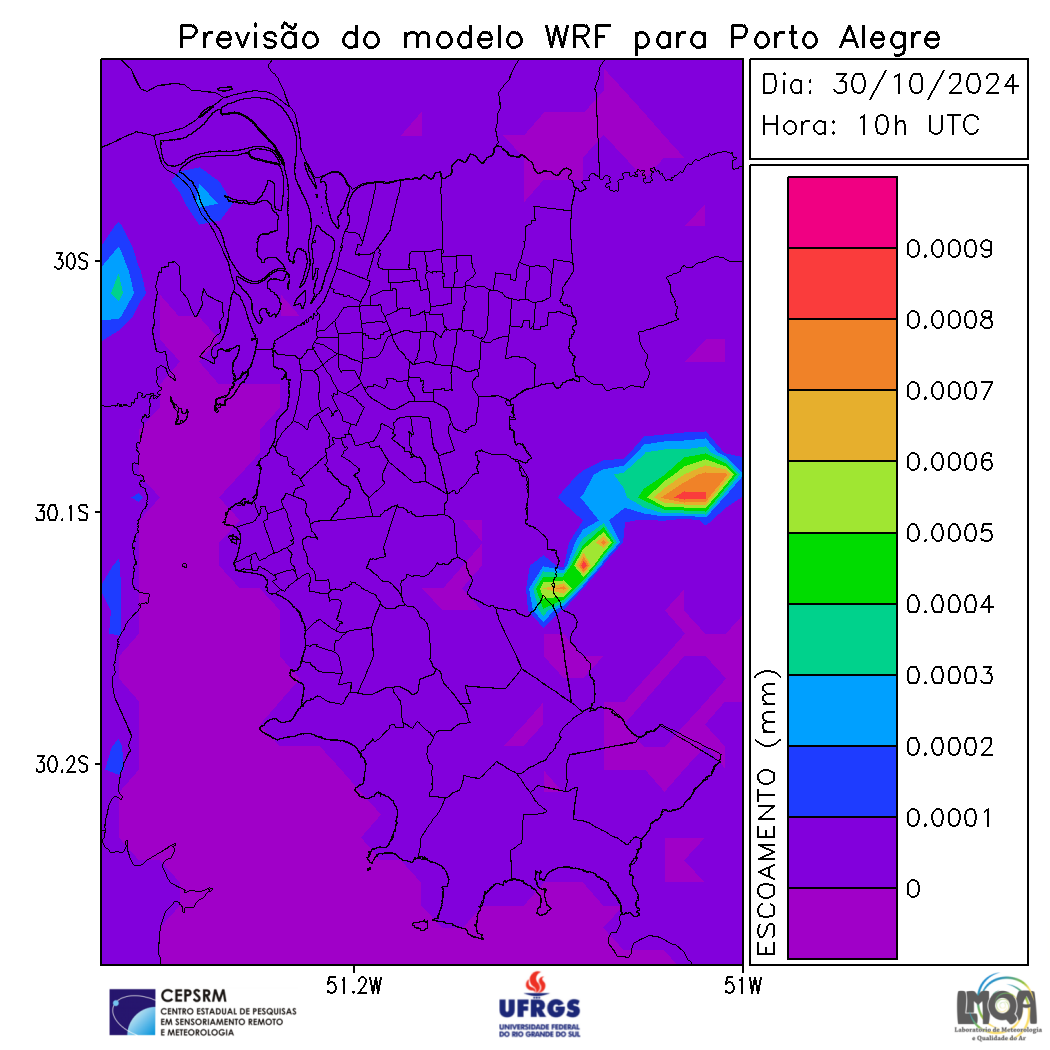 Previsão do modelo WRF para Porto Alegre
Dia: 30/10/2024
Hora: 10h UTC
30S
30.1S
30.2S
51.2W
51W
ESCOAMENTO (mm)
0.0009
0.0008
0.0007
0.0006
0.0005
0.0004
0.0003
0.0002
0.0001
0
CEPSRM
CENTRO ESTADUAL DE PESQUISAS
EM SENSORIAMENTO REMOTO
E METEOROLOGIA
UFRGS
UNIVERSIDADE FEDERAL
DO RIO GRANDE DO SUL
LMQA
Laboratório de Meteorologia
e Qualidade do Ar